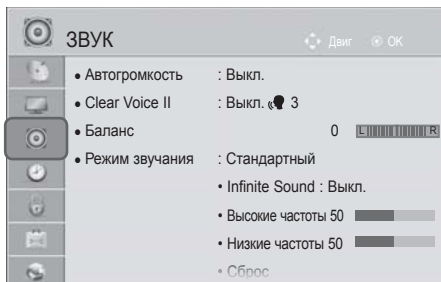 ЗВУК Двиг OK
• Автогромкость : Выкл.
• Clear Voice II : Выкл. 3
• Баланс 0 L R
• Режим звучания : Стандартный
• Infinite Sound : Выкл.
• Высокие частоты 50
• Низкие частоты 50
• Сброс